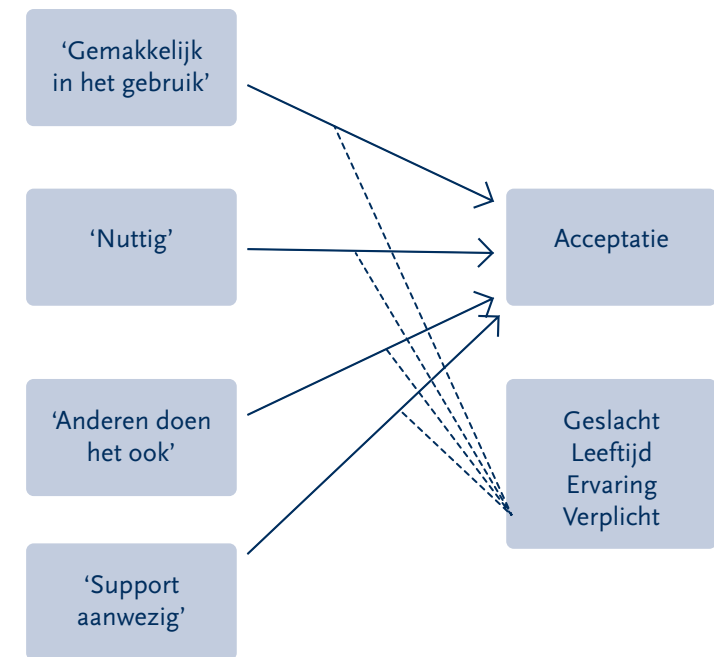 ‘Gemakkelijk
in het gebruik’
‘Nuttig’
Acceptatie
‘Anderen doen
het ook’
Geslacht
Leeftijd
Ervaring
Verplicht
‘Support
aanwezig’